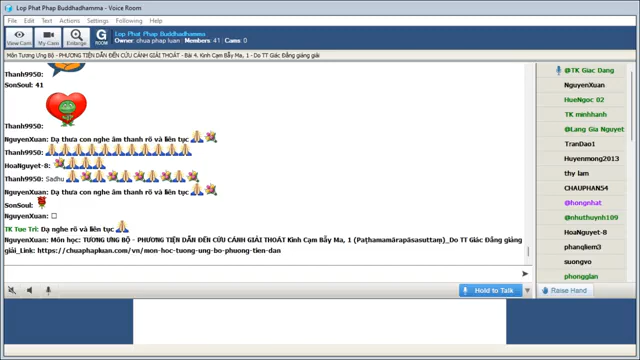 Lop Phat Phap Buddhadhamma - Voice Room
File Edit Text Actions Settings Following Help
View Cam My Cam Enlarge G ROOM Lop Phat Phap Buddhadhamma
Owner: chua phap luan : Members: 41 : Cams: 0
Môn Tương Ưng Bộ - PHƯƠNG TIỆN DẪN ĐẾN CỨU CÁNH GIẢI THOÁT - Bài 4. Kinh Cạm Bẫy Ma, 1 - Do TT Giác Đẳng giảng giải
Thanh9950:
SonSoul: 41
Thanh9950:
NguyenXuan: Dạ thưa con nghe âm thanh rõ và liên tục
Thanh9950:
HoaNguyet-8:
Thanh9950: Sadhu
NguyenXuan: Dạ thưa con nghe âm thanh rõ và liên tục
SonSoul:
NguyenXuan: □
TK Tue Tri: Dạ nghe rõ và liên tục
NguyenXuan: Môn học: TƯƠNG ƯNG BỘ - PHƯƠNG TIỆN DẪN ĐẾN CỨU CÁNH GIẢI THOÁT Kinh Cạm Bẫy Ma, 1 (Paṭhamamārapāsasuttaṃ)_Do TT Giác Đẳng giảng
giải_Link: https://chuaphapluan.com/vn/mon-hoc-tuong-ung-bo-phuong-tien-dan
Hold to Talk
Raise Hand
@TK Giac Dang
NguyenXuan
HueNgoc 02
TK minhhanh
@Lang Gia Nguyet
TranDao1
Huyenmong2013
thy lam
CHAUPHAN54
@hongnhat
@nhuthuynh109
HoaNguyet-8
phanqliem3
suongvo
phongglan